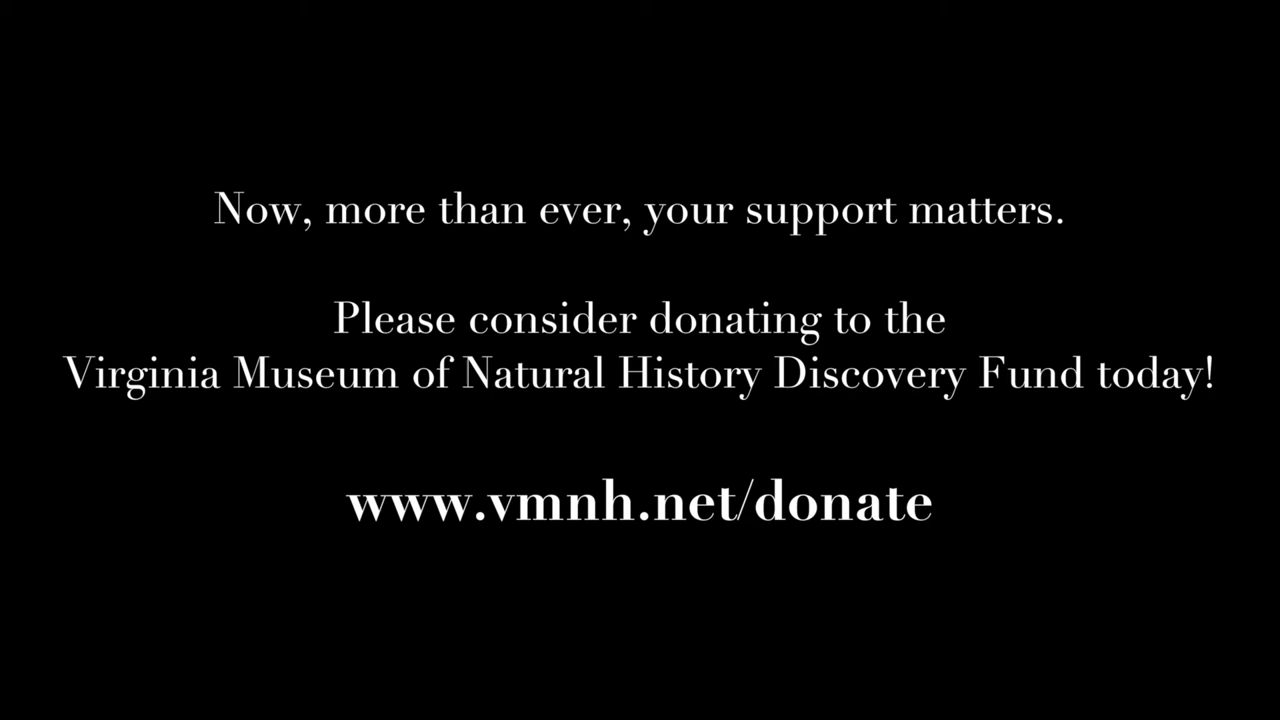 Now, more than ever, your support matters.
Please consider donating to the
Virginia Museum of Natural History Discovery Fund today!
www.vmnh.net/donate